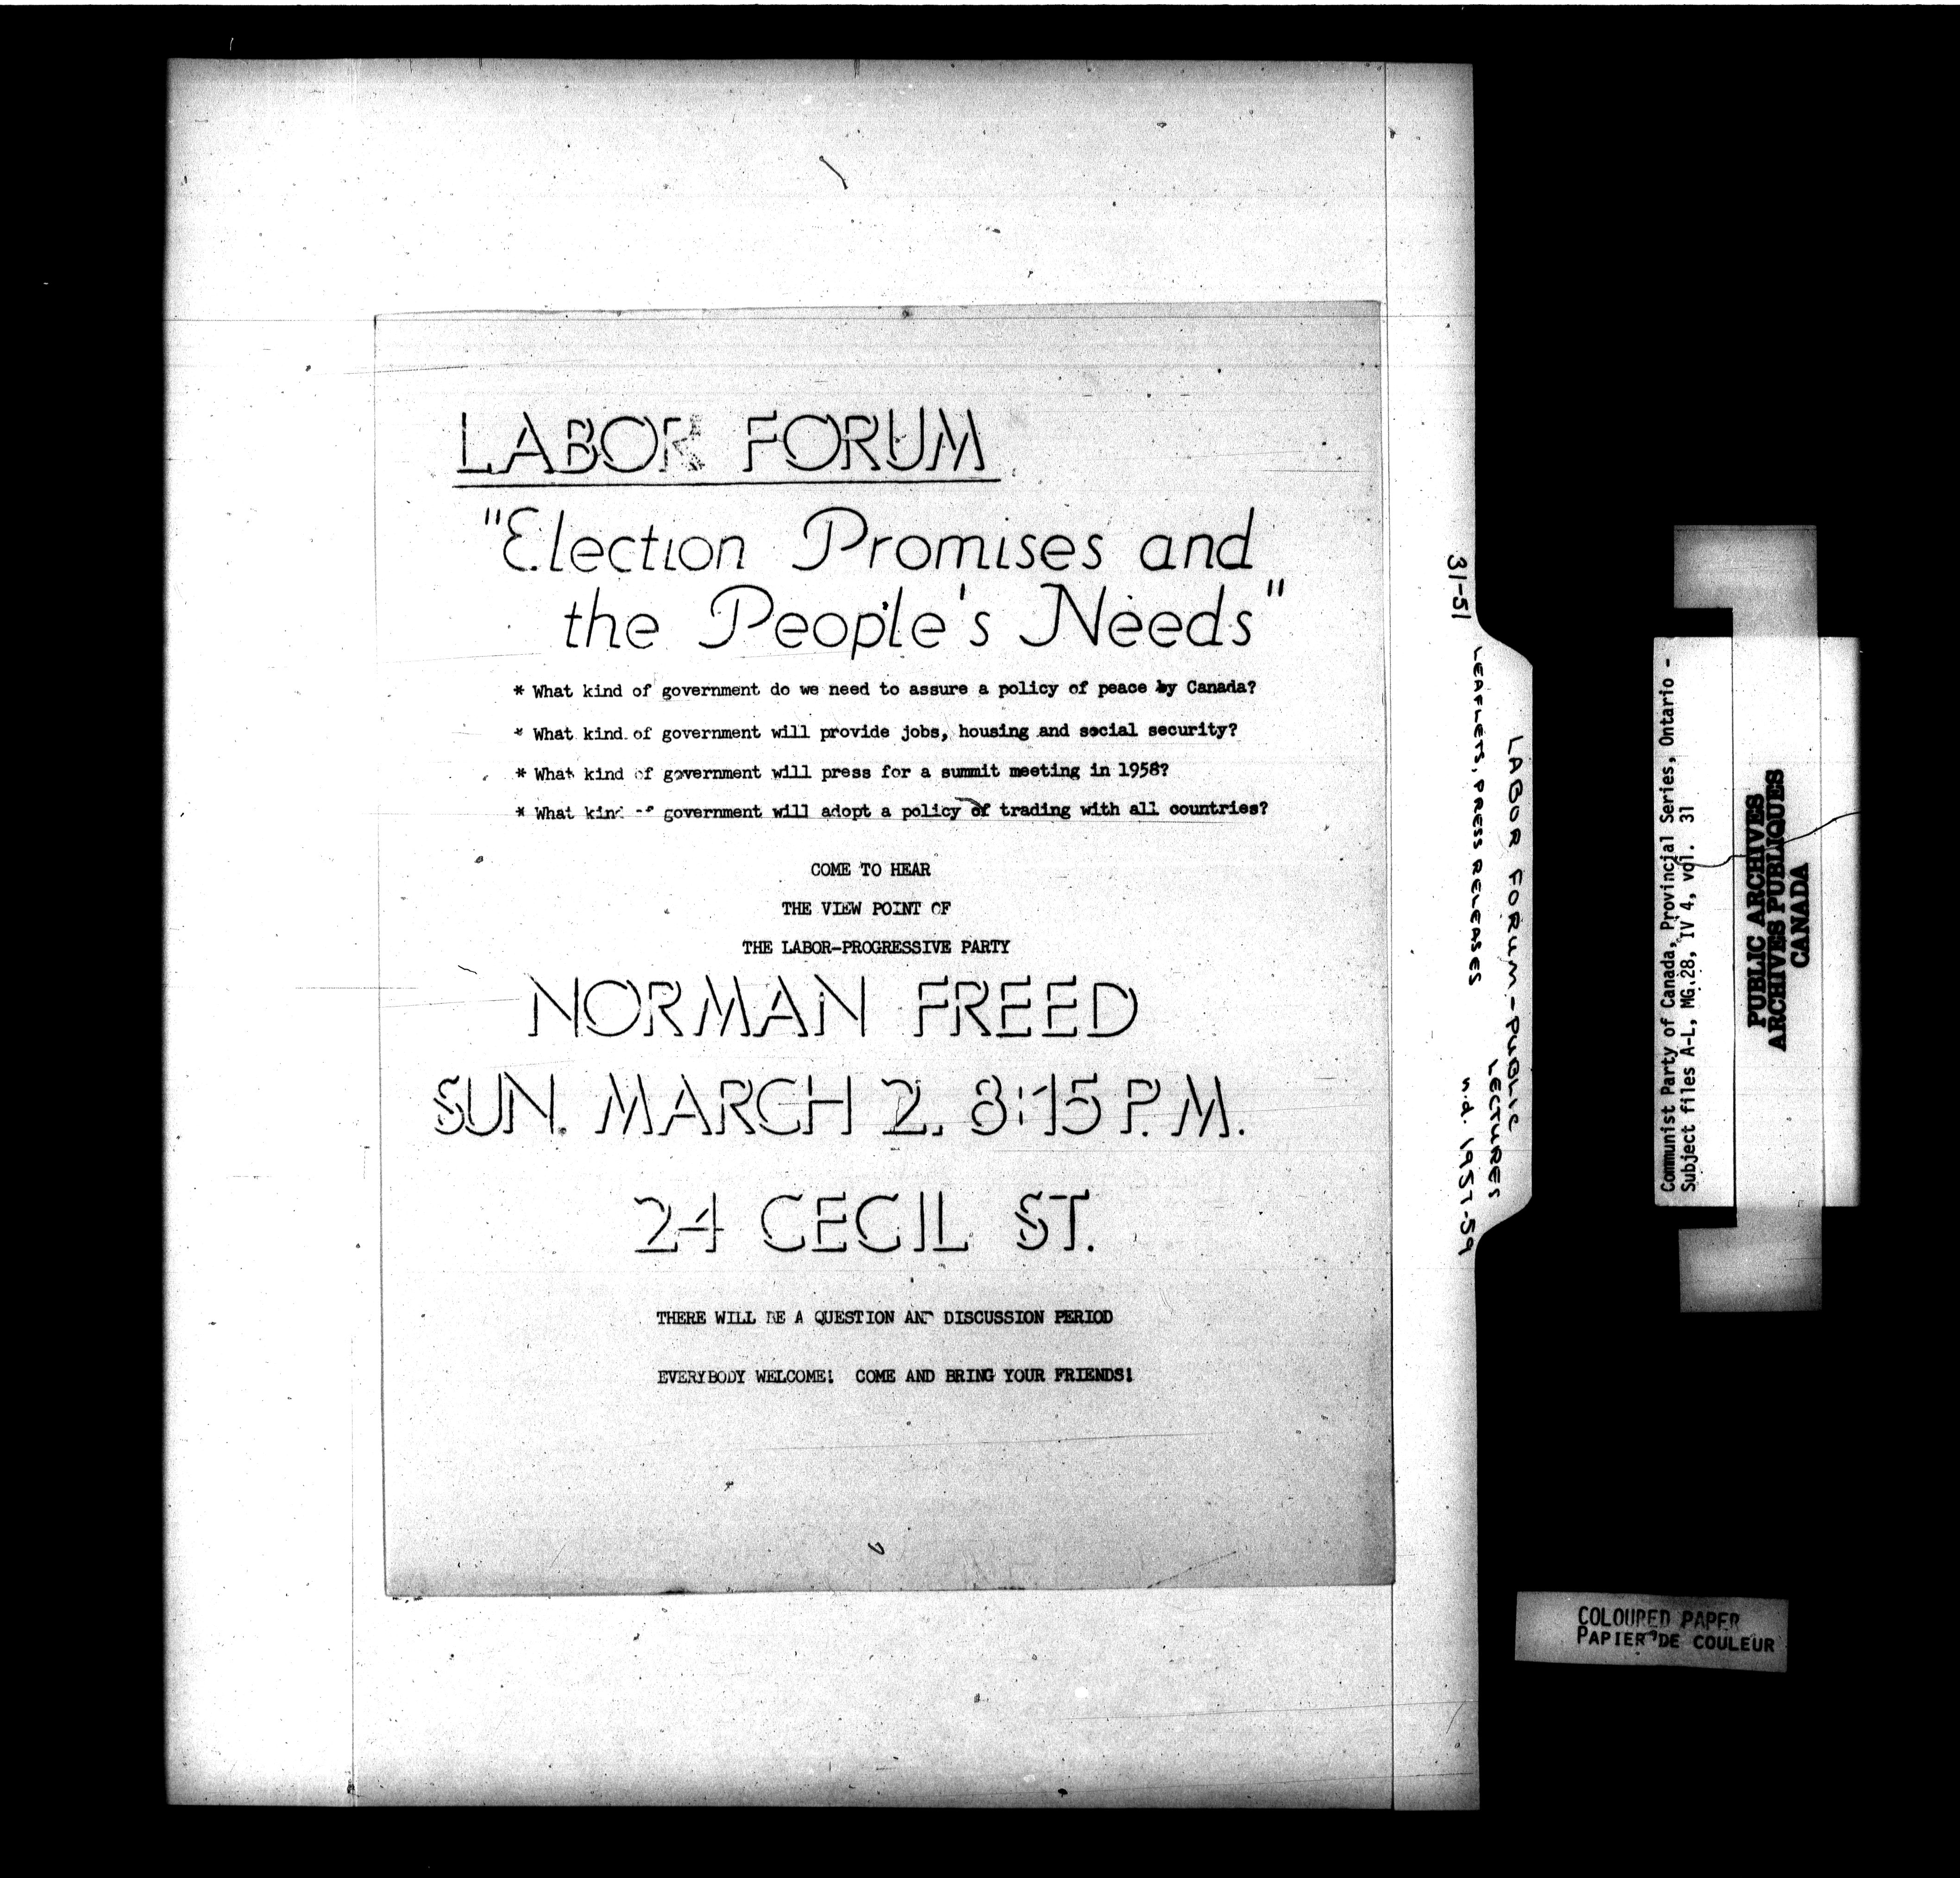 LABOR FORUM
"Election Promises and
the People's Needs"
* What kind of government do we need to assure a policy of peace by Canada?
* What kind of government will provide jobs, housing and social security?
* What kind of government will press for a summit meeting in 1958?
* What kind of government will adopt a policy of trading with all countries?
COME TO HEAR
THE VIEW POINT OF
THE LABOR-PROGRESSIVE PARTY
NORMAN FREED
SUN. MARCH 2. 8:15 P.M.
24 CECIL ST.
THERE WILL BE A QUESTION AND DISCUSSION PERIOD
EVERYBODY WELCOME! COME AND BRING YOUR FRIENDS!
31-51
LABOR FORUM - PUBLIC LECTURES
LEAFLETS, PRESS RELEASES
n.d. 1957-59
Communist Party of Canada, Provincial Series, Ontario -
Subject files A-L, MG 28, IV 4, vol. 31
PUBLIC ARCHIVES
ARCHIVES PUBLIQUES
CANADA
COLOURED PAPER
PAPIER DE COULEUR